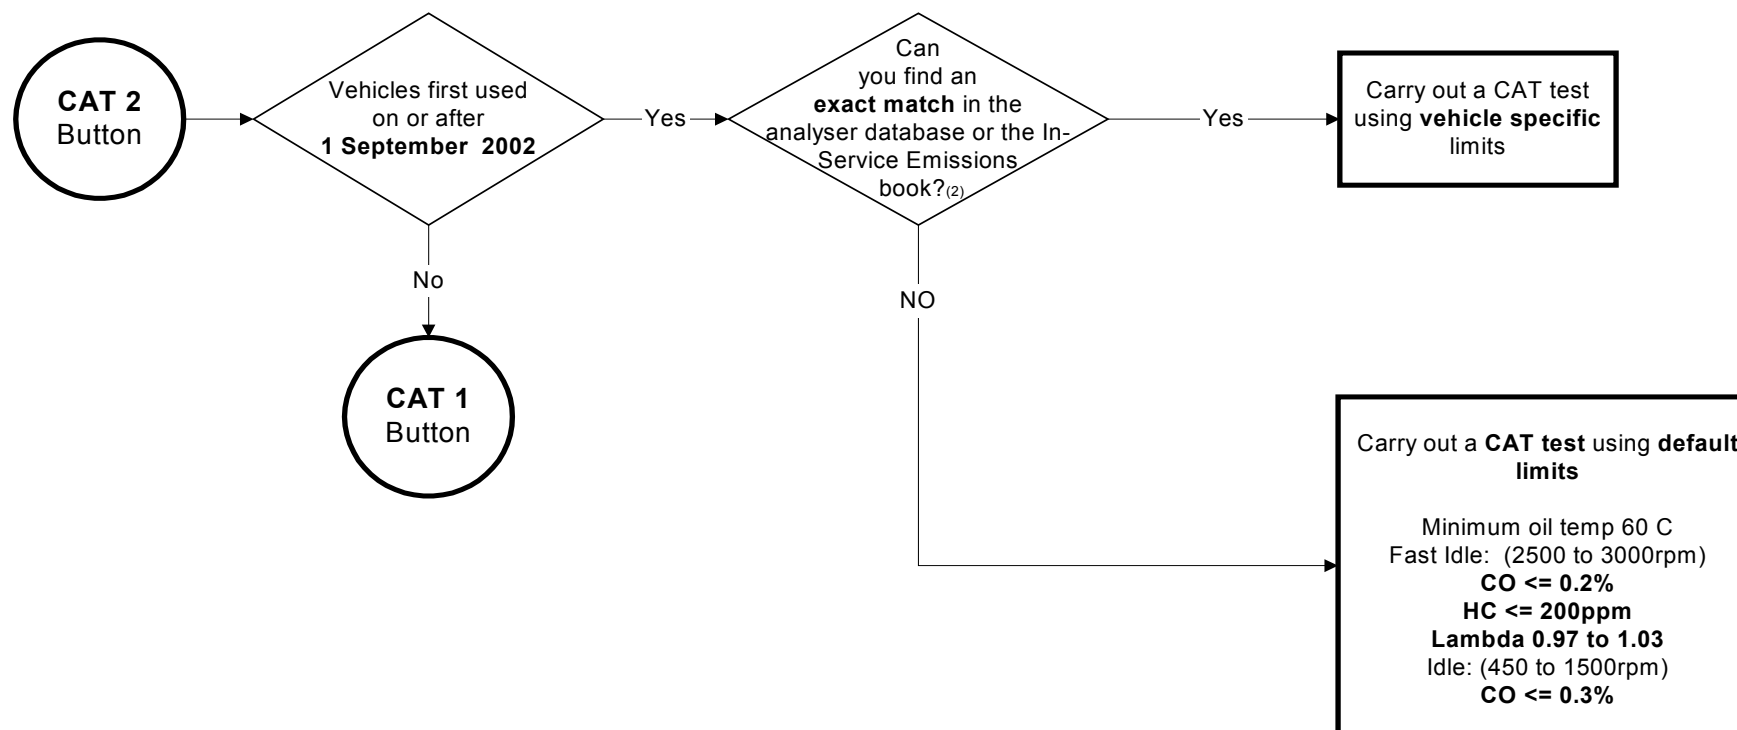 CAT 2
Button
Vehicles first used
on or after
1 September  2002
Yes
Can
you find an
exact match in the
analyser database or the In-
Service Emissions
book?(2)
Yes
Carry out a CAT test
using vehicle specific
limits
No
NO
CAT 1
Button
Carry out a CAT test using default
limits
Minimum oil temp 60 C
Fast Idle:  (2500 to 3000rpm)
CO <= 0.2%
HC <= 200ppm
Lambda 0.97 to 1.03
Idle: (450 to 1500rpm)
CO <= 0.3%